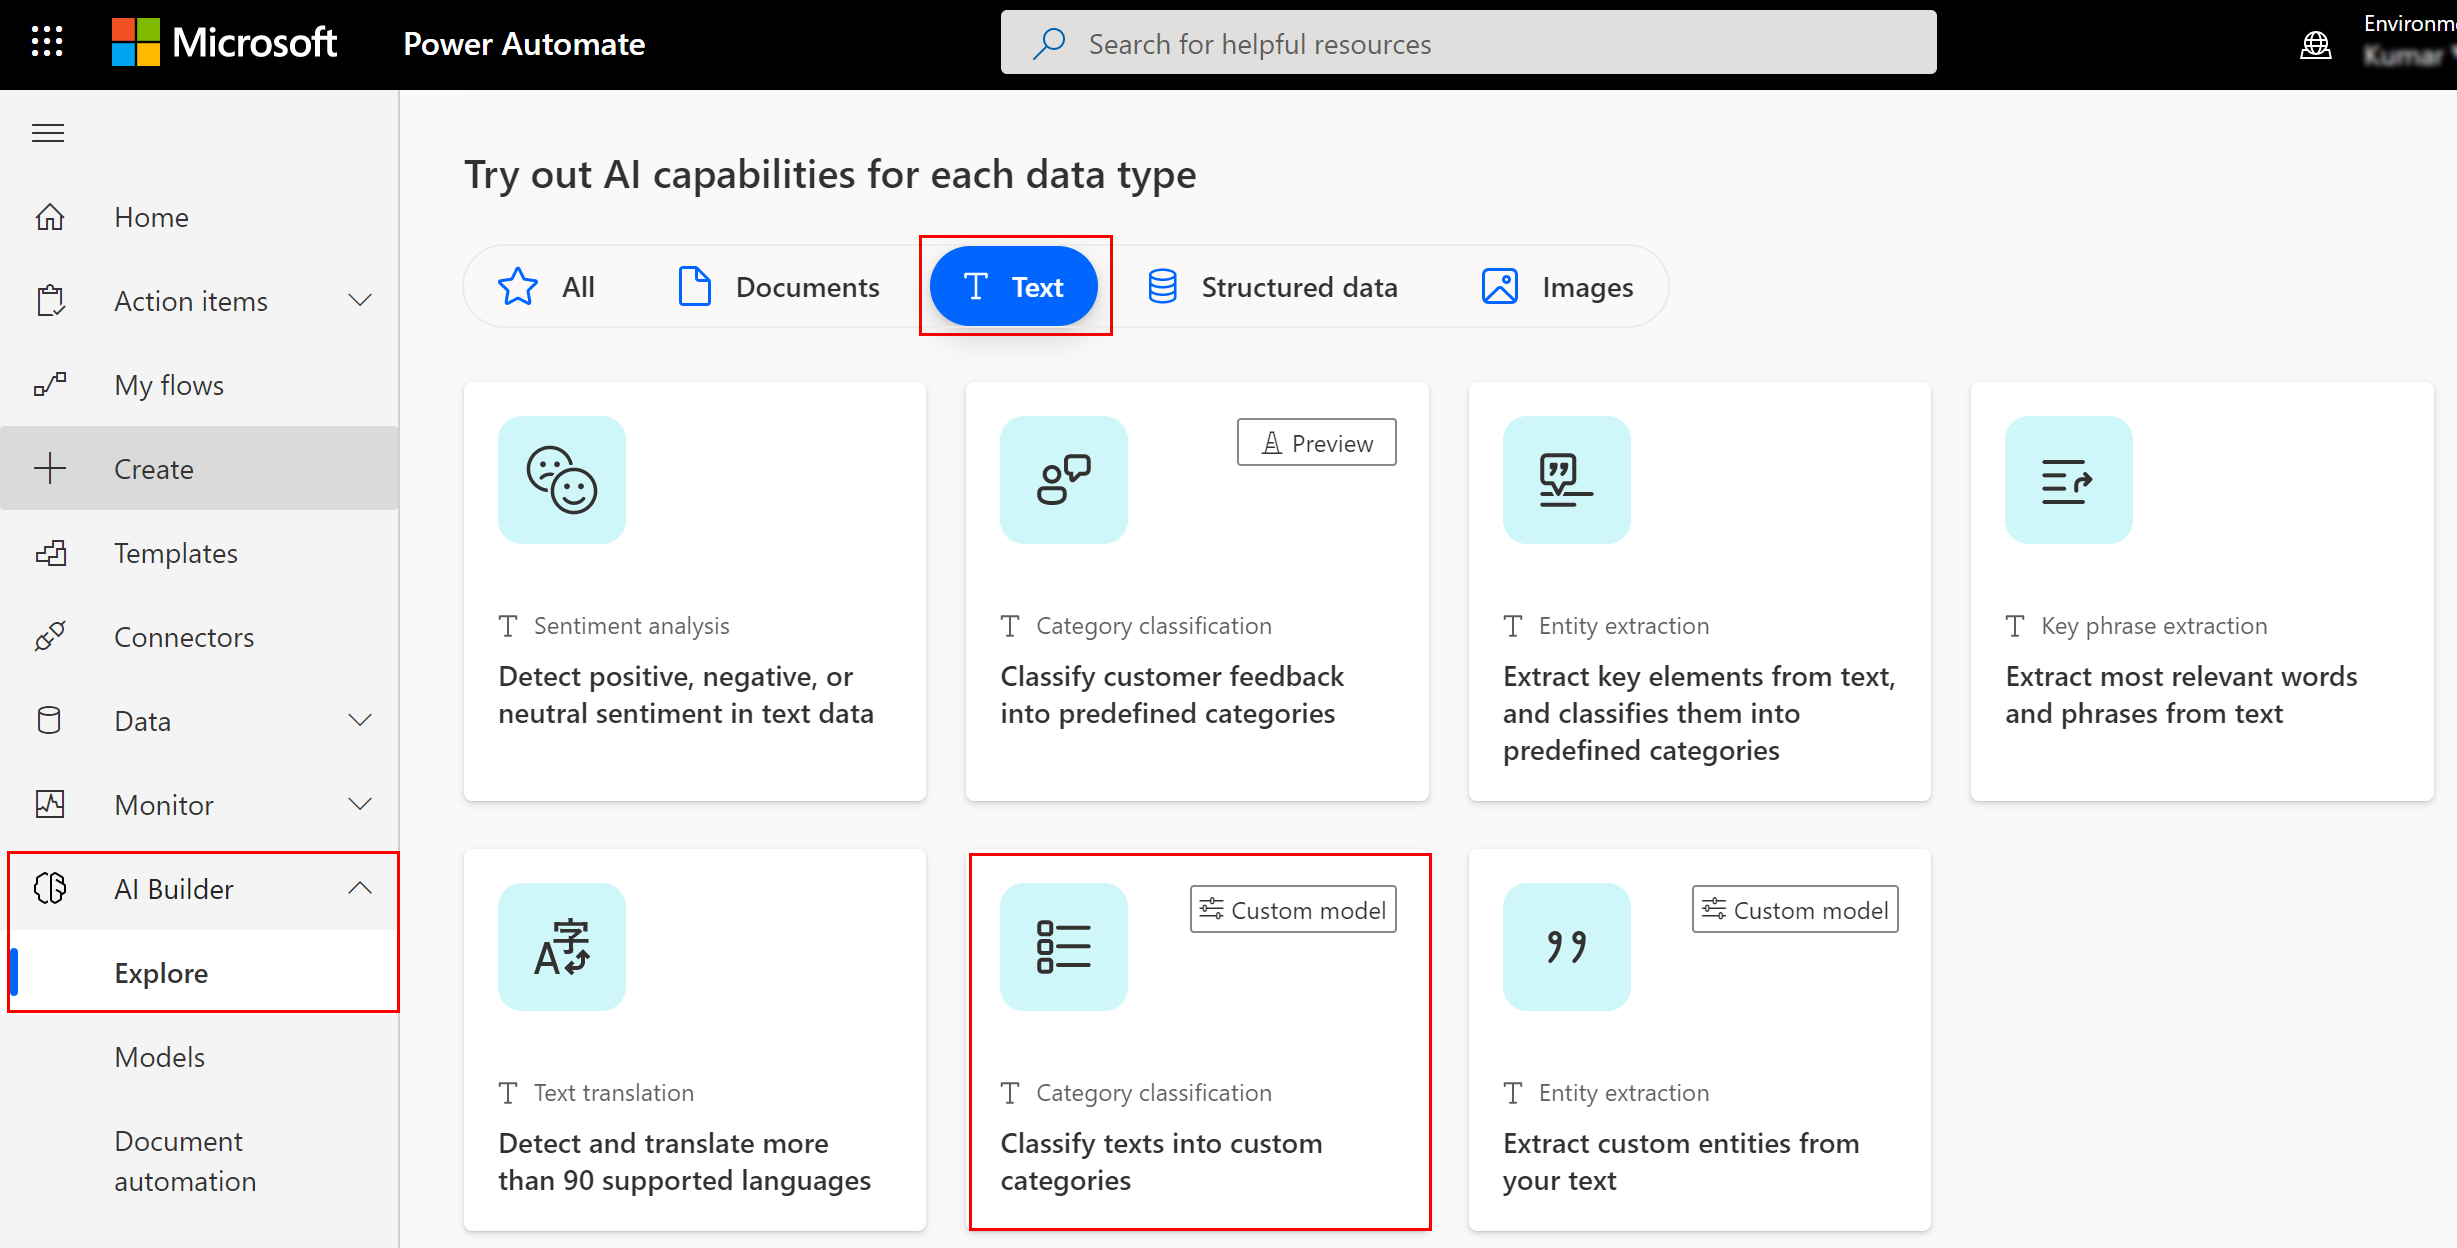 Microsoft
Power Automate
Search for helpful resources
Environm
Kumar
Home
Action items
My flows
Create
Templates
Connectors
Data
Monitor
AI Builder
Explore
Models
Document
automation
Try out AI capabilities for each data type
All
Documents
Text
Structured data
Images
Sentiment analysis
Detect positive, negative, or
neutral sentiment in text data
Preview
Category classification
Classify customer feedback
into predefined categories
Entity extraction
Extract key elements from text,
and classifies them into
predefined categories
Key phrase extraction
Extract most relevant words
and phrases from text
A字
Text translation
Detect and translate more
than 90 supported languages
Custom model
Category classification
Classify texts into custom
categories
Custom model
Entity extraction
Extract custom entities from
your text